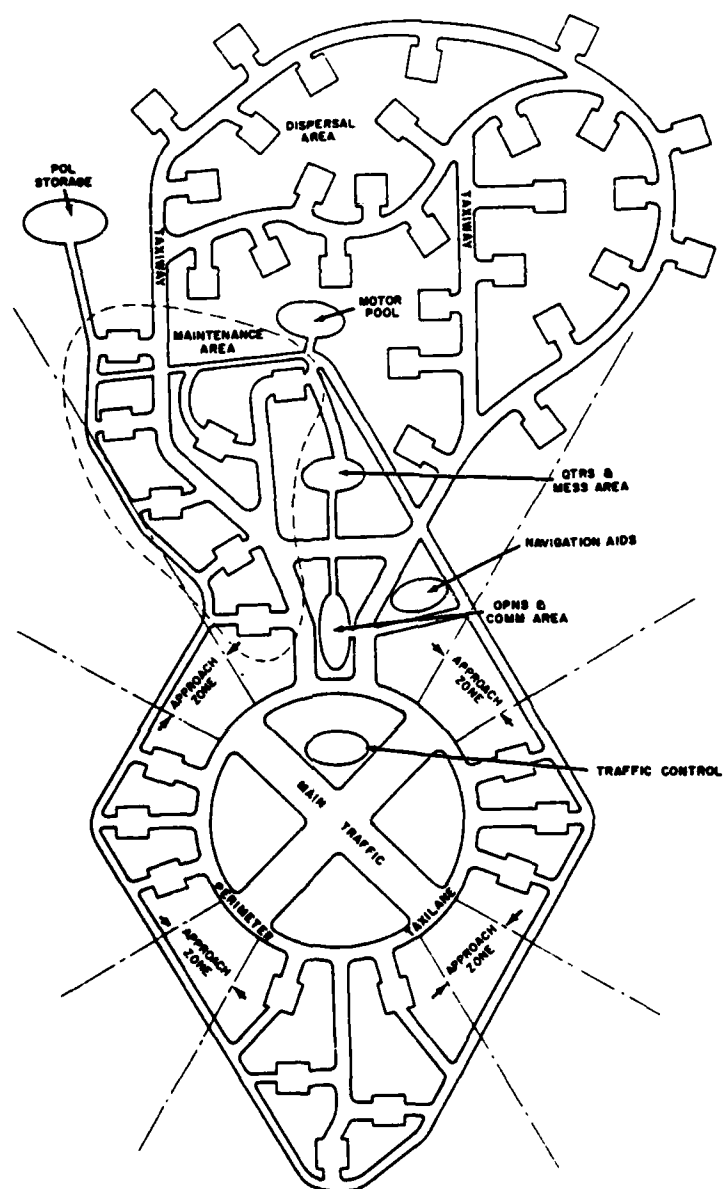 DISPERSAL
AREA
POL
STORAGE
TAXIWAY
TAXIWAY
MOTOR
POOL
MAINTENANCE
AREA
QTRS &
MESS AREA
NAVIGATION AIDS
OPNS &
COMM AREA
APPROACH
ZONE
APPROACH
ZONE
TRAFFIC CONTROL
MAIN TRAFFIC
PERIMETER TAXILANE
APPROACH
ZONE
APPROACH
ZONE